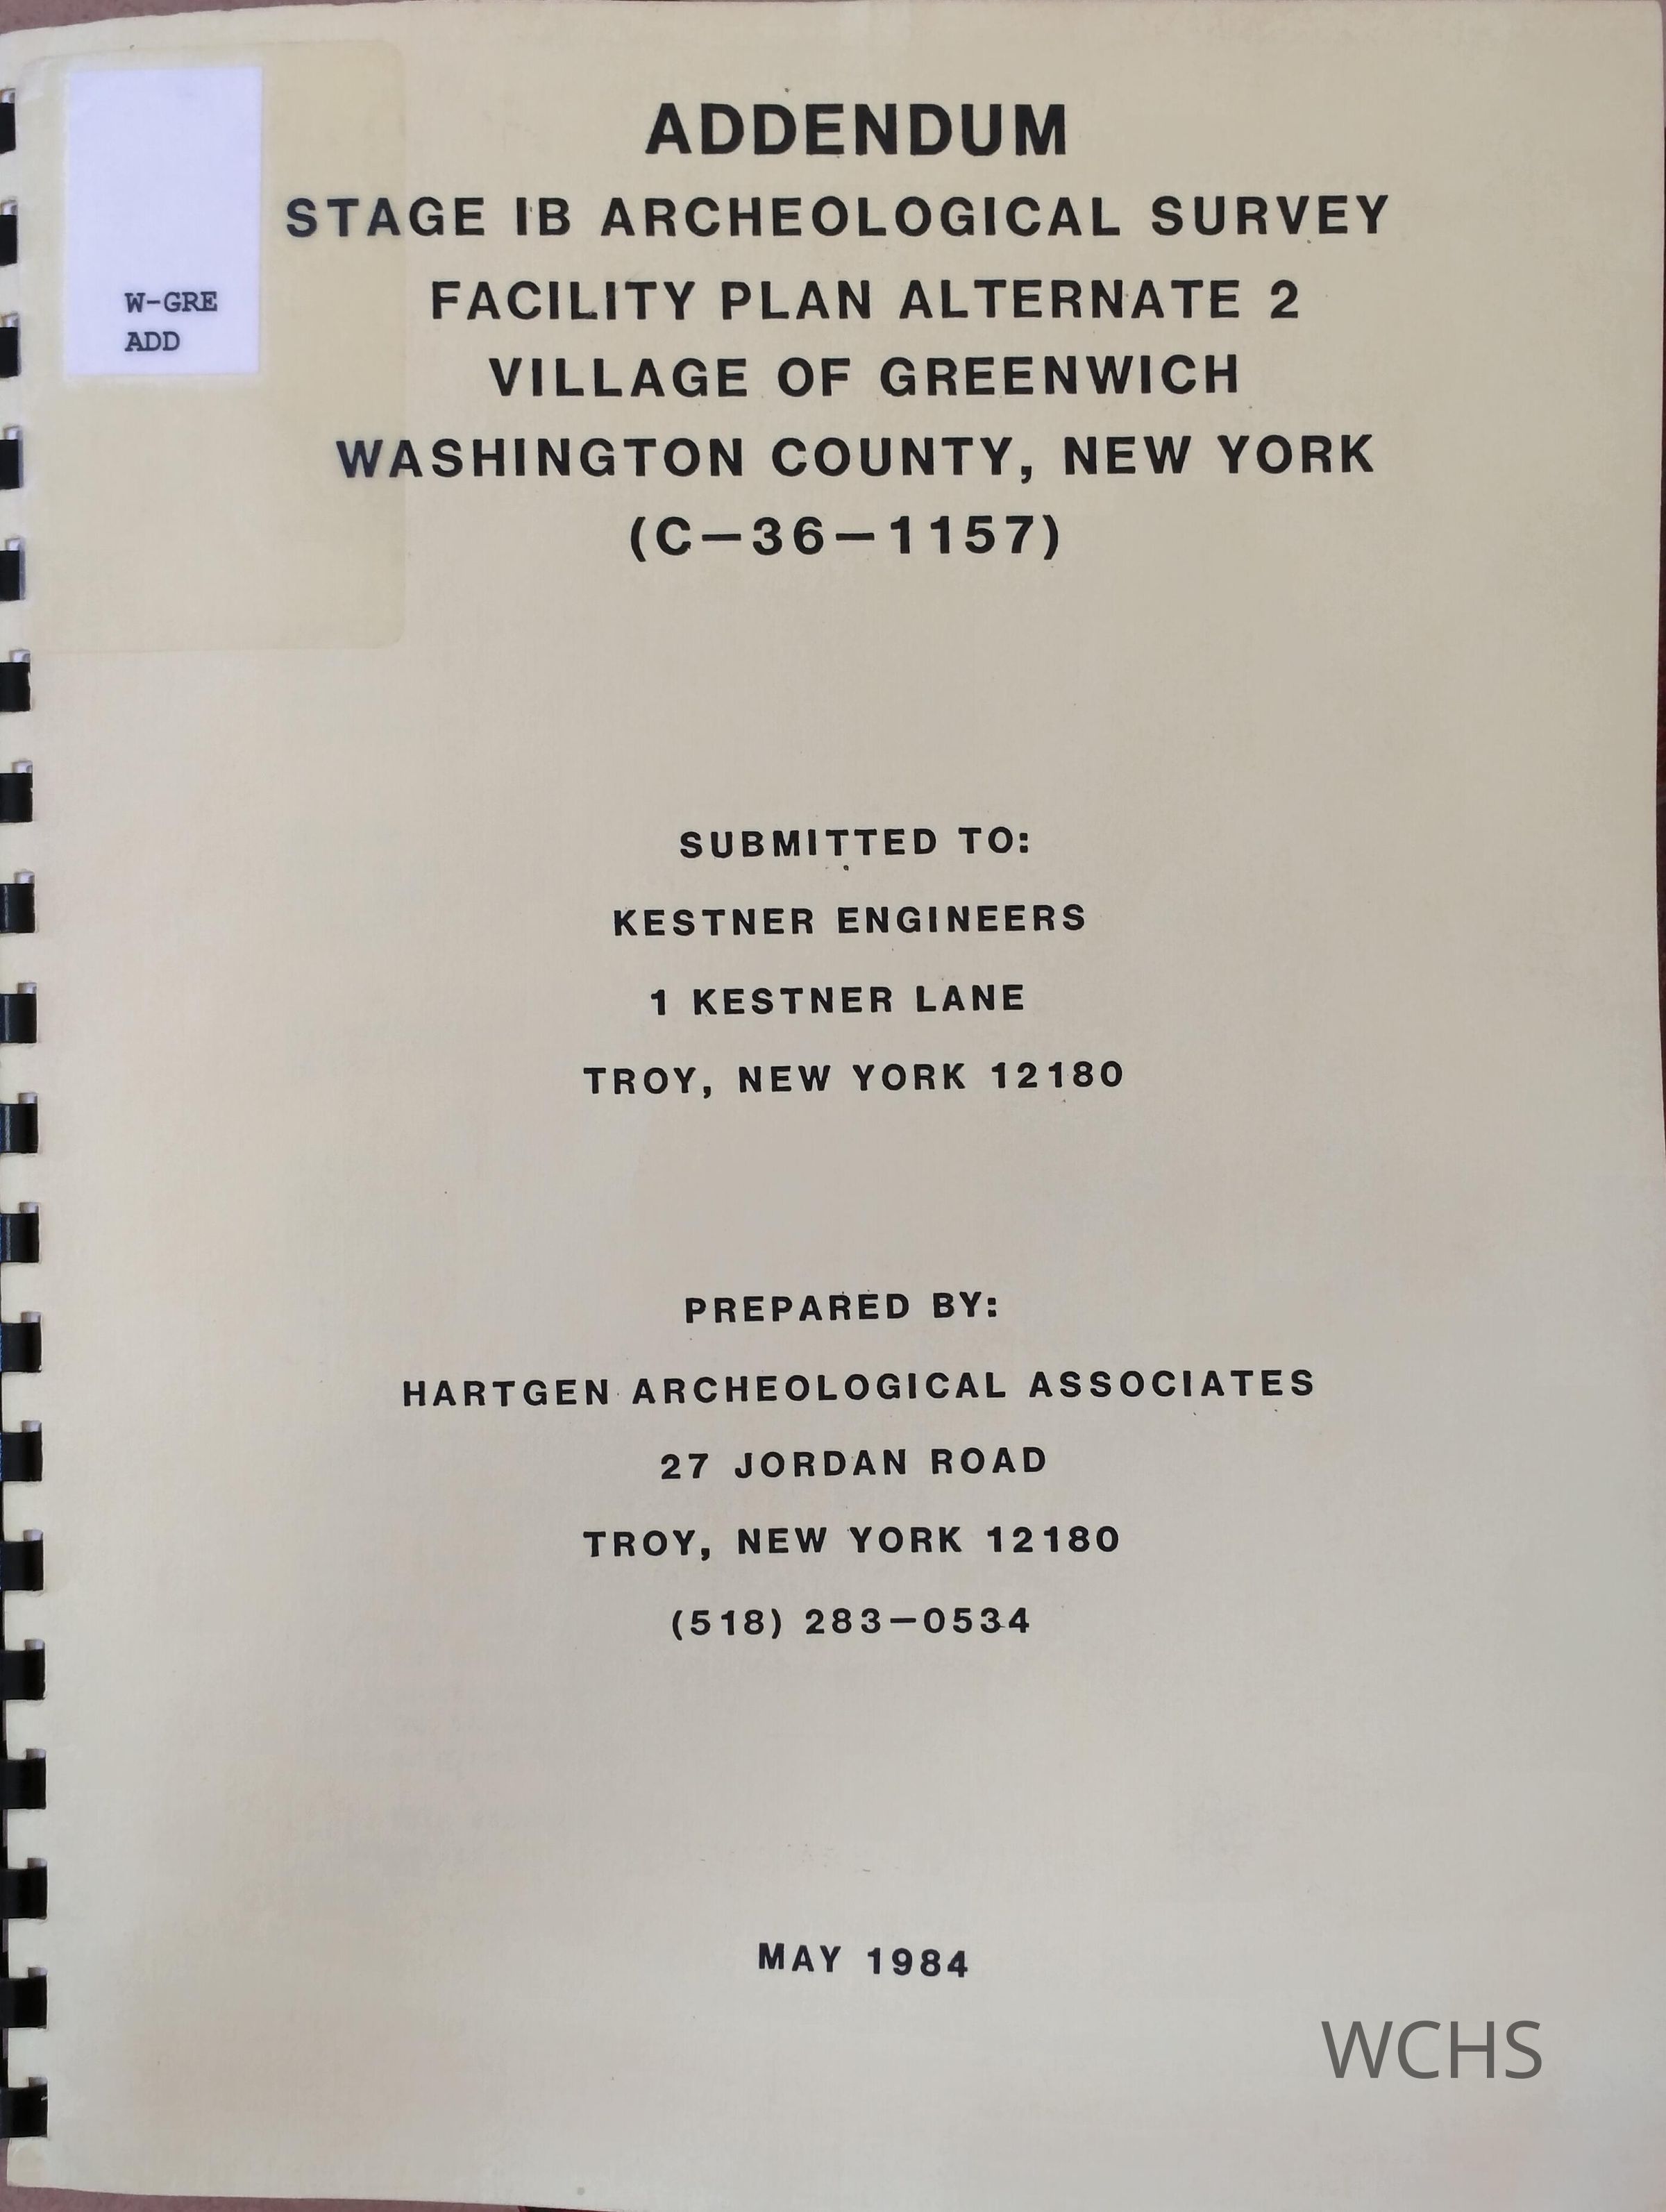 W-GRE
ADD
ADDENDUM
STAGE IB ARCHEOLOGICAL SURVEY
FACILITY PLAN ALTERNATE 2
VILLAGE OF GREENWICH
WASHINGTON COUNTY, NEW YORK
(C-36-1157)
SUBMITTED TO:
KESTNER ENGINEERS
1 KESTNER LANE
TROY, NEW YORK 12180
PREPARED BY:
HARTGEN ARCHEOLOGICAL ASSOCIATES
27 JORDAN ROAD
TROY, NEW YORK 12180
(518) 283-0534
MAY 1984
WCHS